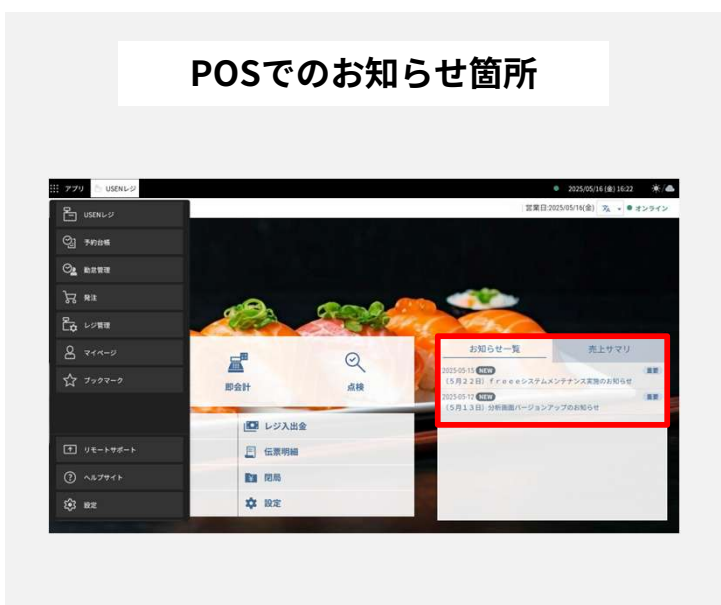 POSでのお知らせ箇所
アプリ USENレジ
2025/05/16 (金) 16:22
営業日:2025/05/16(金) オンライン
USENレジ
予約台帳
勤怠管理
発注
レジ管理
マイページ
ブックマーク
リモートサポート
ヘルプサイト
設定
即会計
点検
レジ入出金
伝票明細
閉局
設定
お知らせ一覧 売上サマリ
2025-05-15 NEW 重要
(5月22日) freeeシステムメンテナンス実施のお知らせ
2025-05-12 NEW 重要
(5月13日) 分析画面バージョンアップのお知らせ